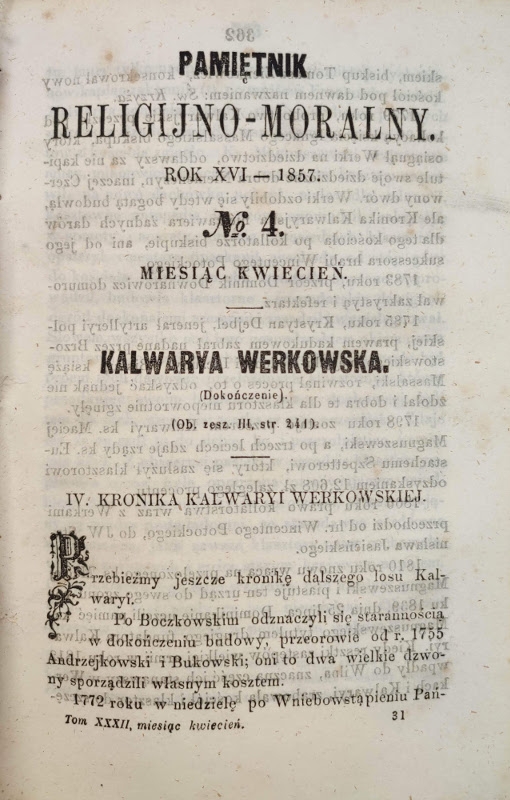 PAMIĘTNIK
RELIGIJNO-MORALNY.
ROK XVI — 1857.
№ 4.
MIESIĄC KWIECIEŃ.
KALWARYA WERKOWSKA.
(Dokończenie).
(Ob. zesz. III, str. 241).
IV. KRONIKA KALWARYI WERKOWSKIEJ.
Przebieżmy jeszcze kronikę dalszego losu Kal-
waryi.
Po Boczkowskim odznaczyli się starannością
w dokończeniu budowy, przeorowie od r. 1755
Andrzejkowski i Bukowski; oni to dwa wielkie dzwo-
ny sporządzili własnym kosztem.
1772 roku w niedzielę po Wniebowstąpieniu Pań-
Tom XXXII, miesiąc kwiecień. 31